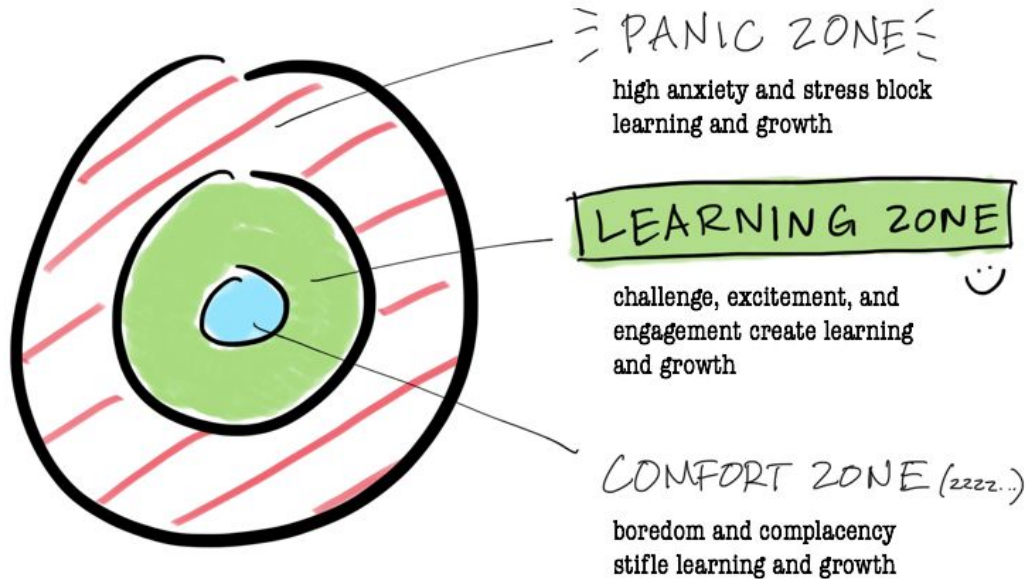 PANIC ZONE
high anxiety and stress block
learning and growth
LEARNING ZONE
challenge, excitement, and
engagement create learning
and growth
COMFORT ZONE (zzzz...)
boredom and complacency
stifle learning and growth